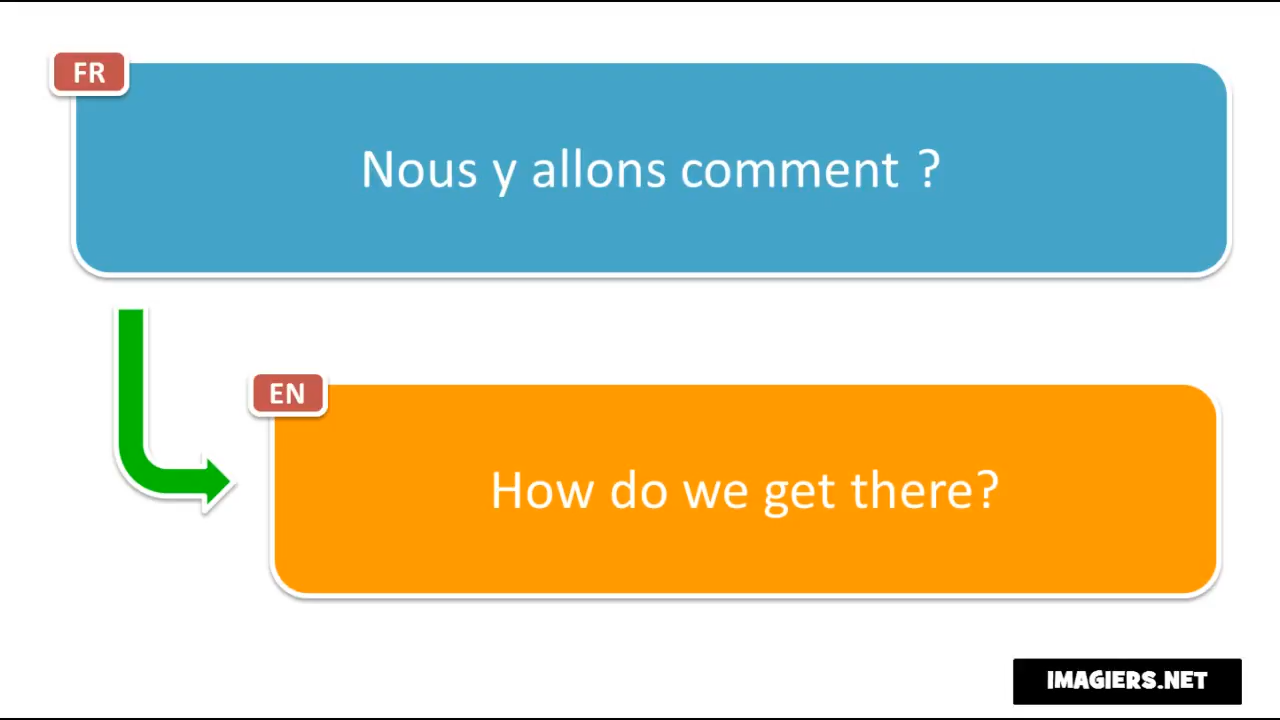 FR
Nous y allons comment ?
EN
How do we get there?
IMAGIERS.NET